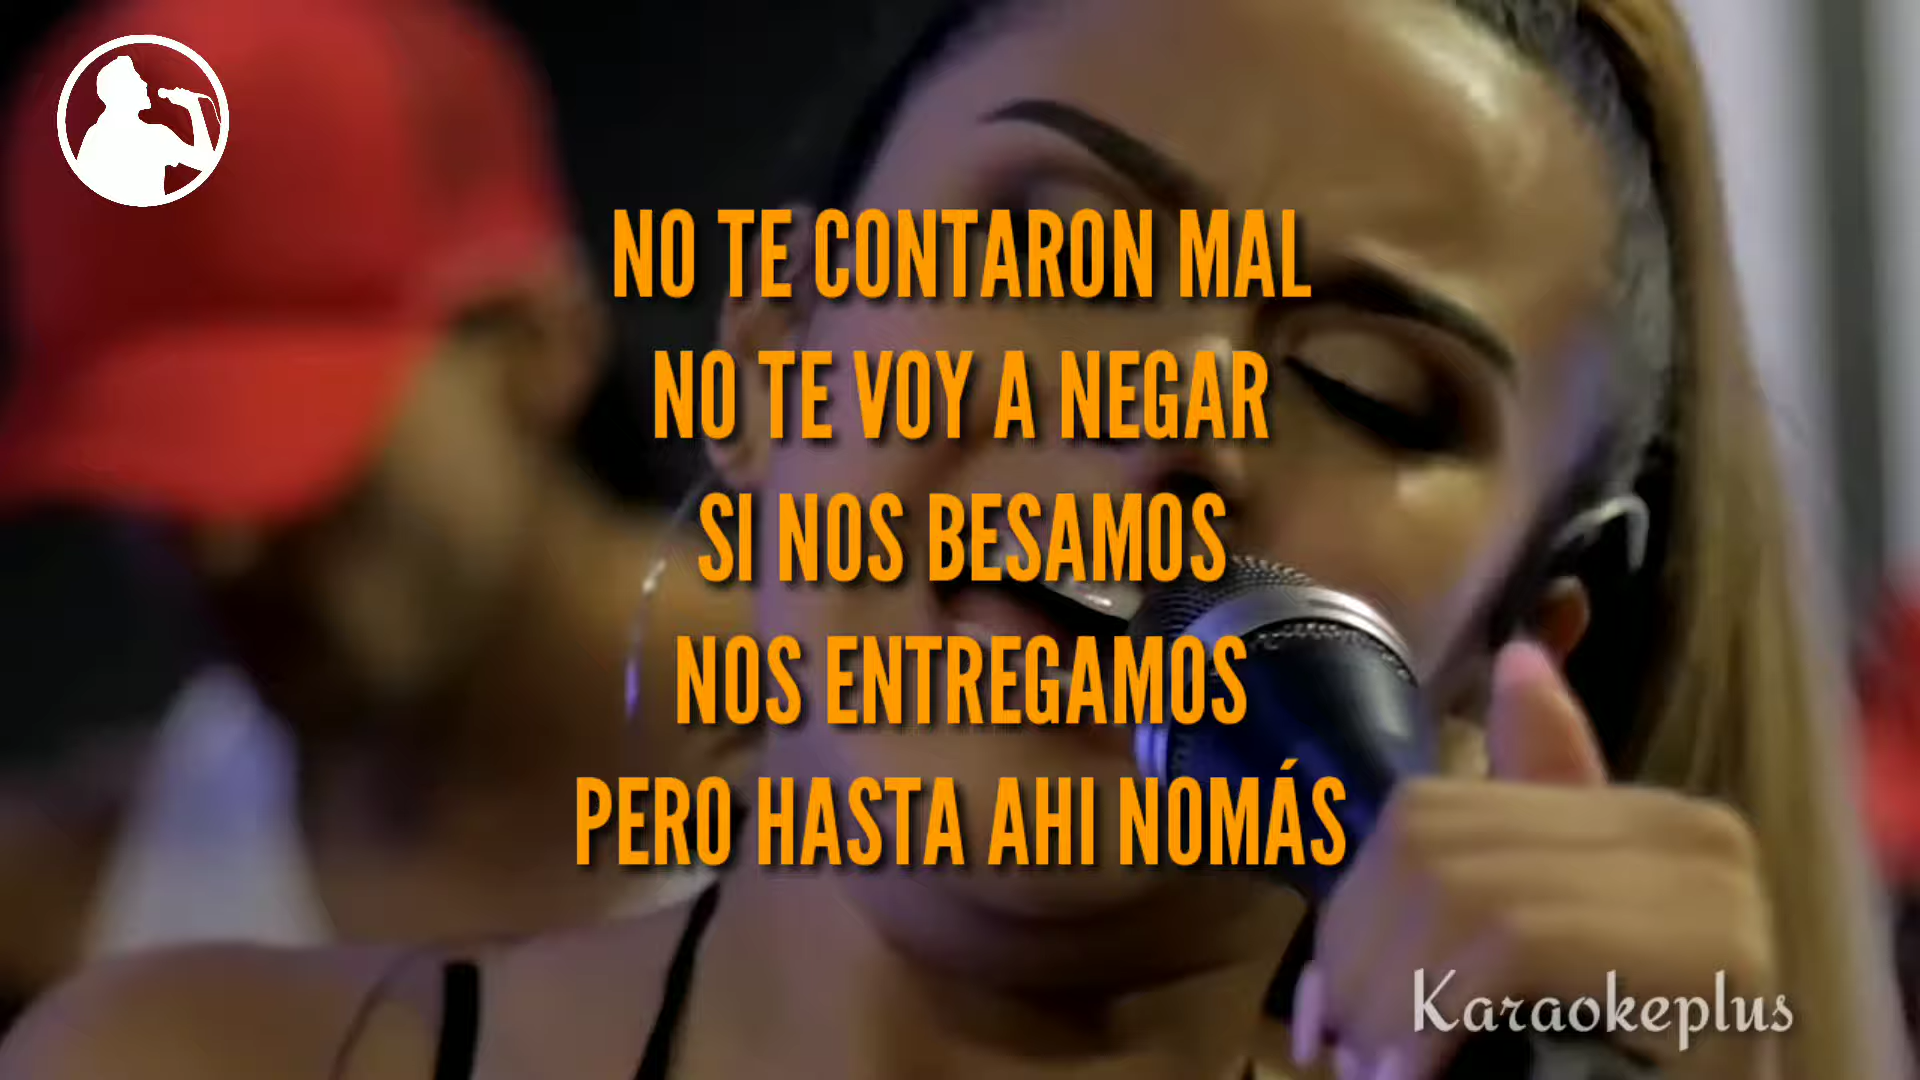 NO TE CONTARON MAL
NO TE VOY A NEGAR
SI NOS BESAMOS
NOS ENTREGAMOS
PERO HASTA AHI NOMÁS
Karaokeplus